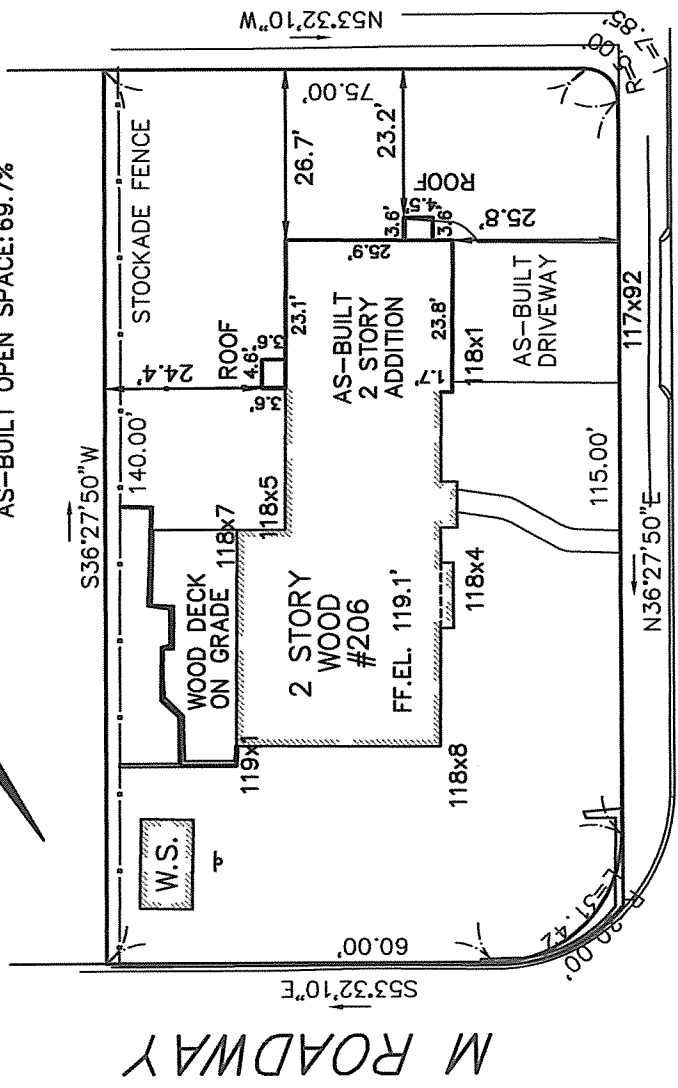 AS-BUILT OPEN SPACE: 69.7%
S36°27'50"W
140.00'
STOCKADE FENCE
N53°32'10"W
R=5.00'
L=7.85'
75.00'
26.7'
23.2'
24.4'
ROOF
4.6'
3.6'
3.6'
23.1'
25.9'
3.6'
4.5'
3.6'
ROOF
25.8'
AS-BUILT
2 STORY
ADDITION
23.8'
1.7'
118x1
AS-BUILT
DRIVEWAY
117x92
WOOD DECK
ON GRADE
118x7
118x5
119x1
2 STORY
WOOD
#206
FF.EL. 119.1'
118x4
118x8
W.S.
115.00'
N36°27'50"E
60.00'
L=31.42
R
20.00'
S53°32'10"E
M ROADWAY